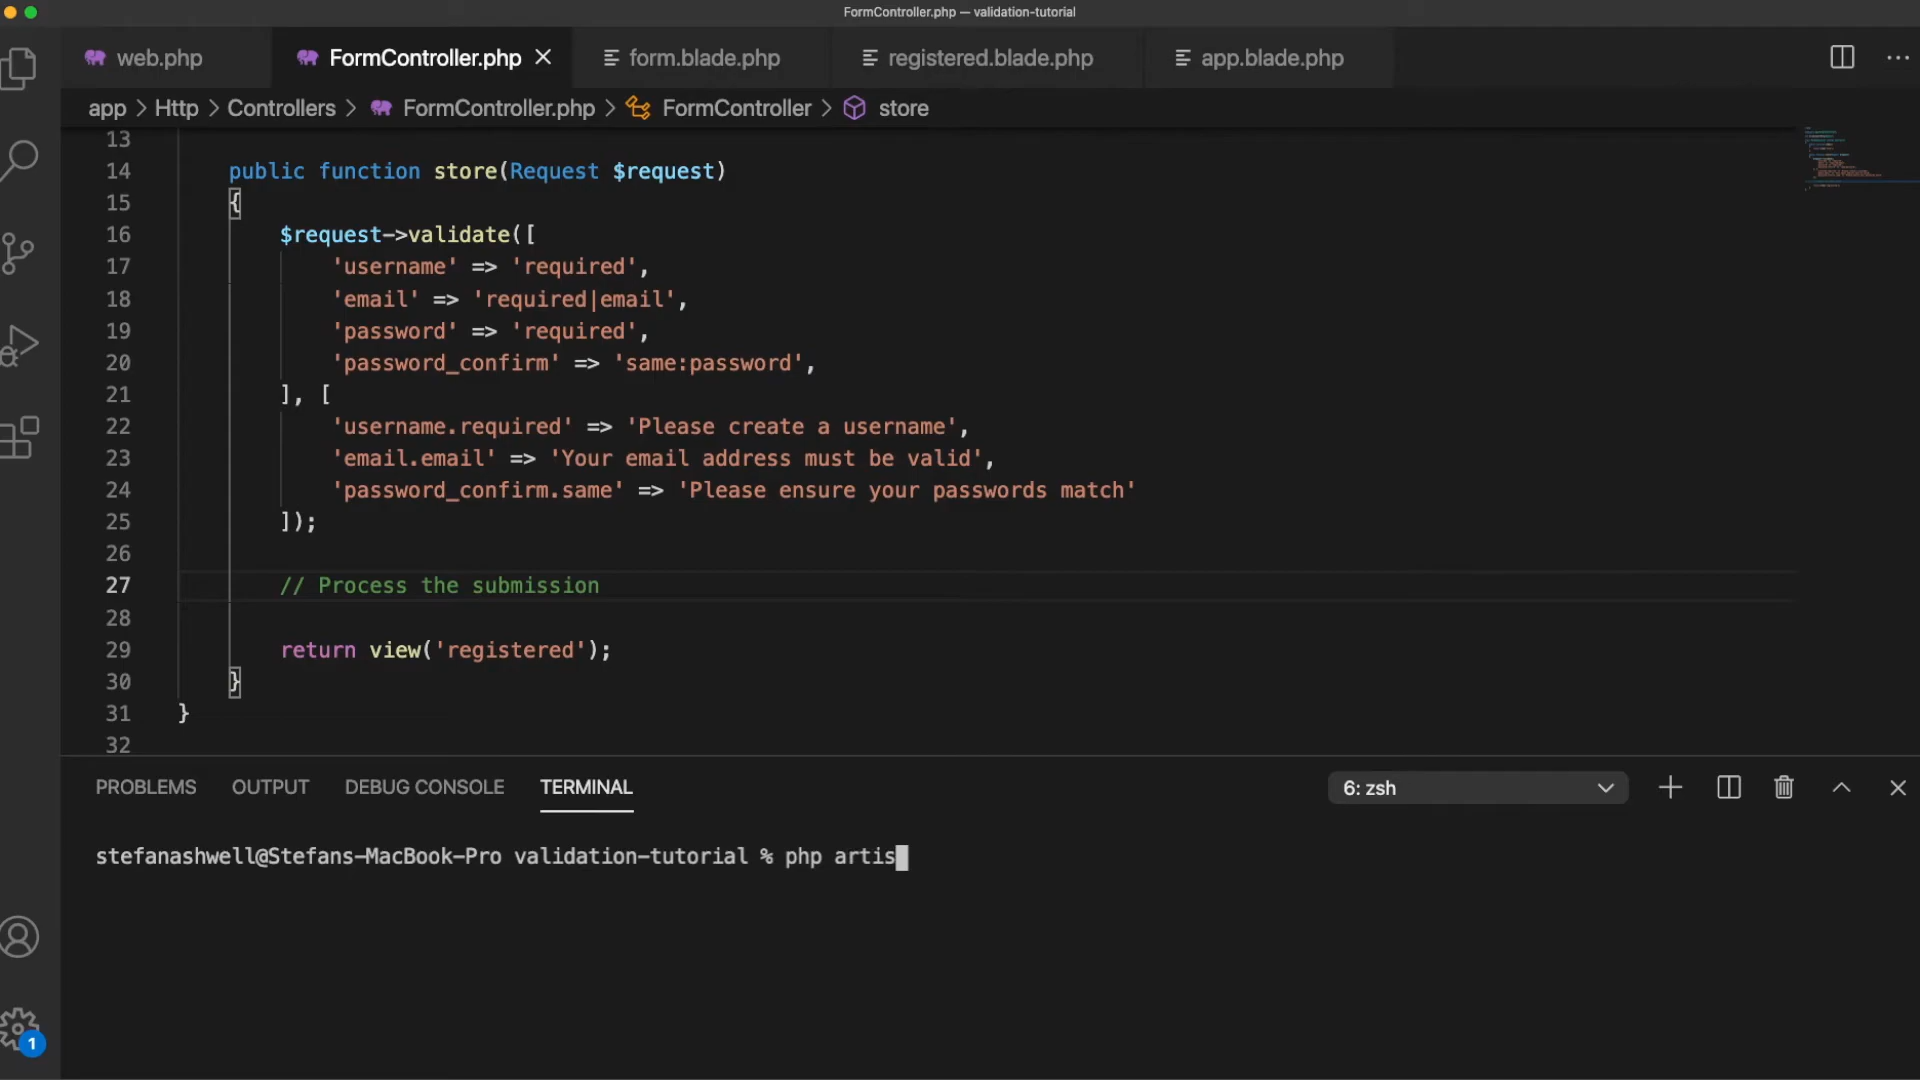 FormController.php — validation-tutorial
web.php FormController.php form.blade.php registered.blade.php app.blade.php
app > Http > Controllers > FormController.php > FormController > store
13
14 public function store(Request $request)
15 {
16 $request->validate([
17 'username' => 'required',
18 'email' => 'required|email',
19 'password' => 'required',
20 'password_confirm' => 'same:password',
21 ], [
22 'username.required' => 'Please create a username',
23 'email.email' => 'Your email address must be valid',
24 'password_confirm.same' => 'Please ensure your passwords match'
25 ]);
26
27 // Process the submission
28
29 return view('registered');
30 }
31 }
32
PROBLEMS OUTPUT DEBUG CONSOLE TERMINAL 6: zsh
stefanashwell@Stefans-MacBook-Pro validation-tutorial % php artis
1